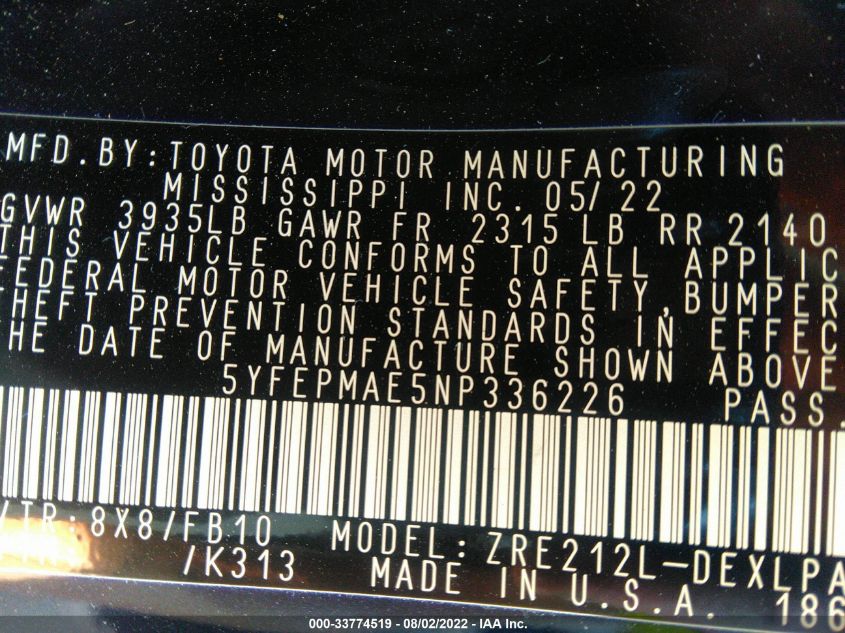 MFD.BY:TOYOTA MOTOR MANUFACTURING
MISSISSIPPI INC. 05/22
GVWR 3935LB GAWR FR 2315 LB RR 2140
THIS VEHICLE CONFORMS TO ALL APPLIC
FEDERAL MOTOR VEHICLE SAFETY,BUMPER
THEFT PREVENTION STANDARDS IN EFFEC
THE DATE OF MANUFACTURE SHOWN ABOVE
5YFEPMAE5NP336226 PASS.
/TR:8X8/FB10 MODEL:ZRE212L-DEXLPA
/K313 MADE IN U.S.A. 186
000-33774519 — 08/02/2022 - © IAA Inc.